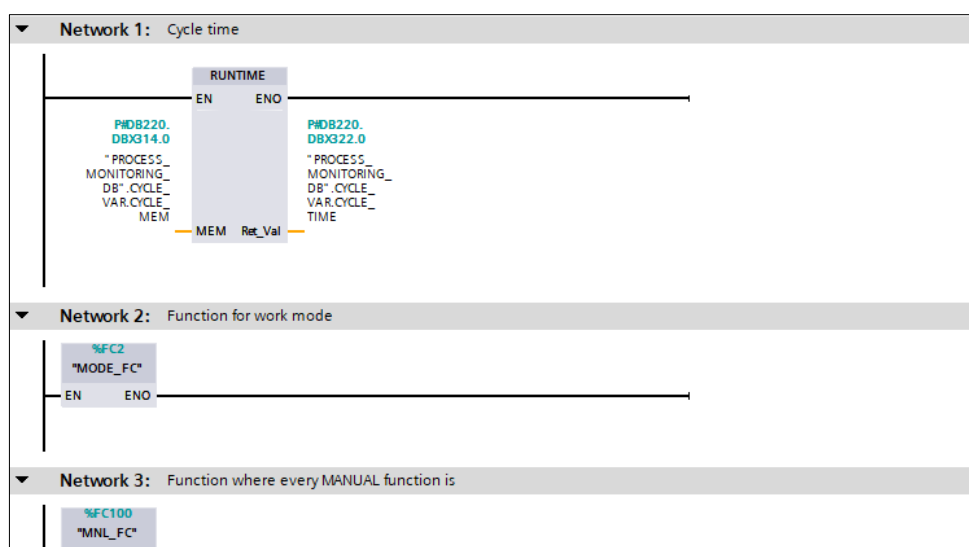 Network 1: Cycle time
RUNTIME
EN ENO
P#DB220.
DBX314.0
"PROCESS_
MONITORING_
DB".CYCLE_
VAR.CYCLE_
MEM
P#DB220.
DBX322.0
"PROCESS_
MONITORING_
DB".CYCLE_
VAR.CYCLE_
TIME
MEM Ret_Val
Network 2: Function for work mode
%FC2
"MODE_FC"
EN ENO
Network 3: Function where every MANUAL function is
%FC100
"MNL_FC"